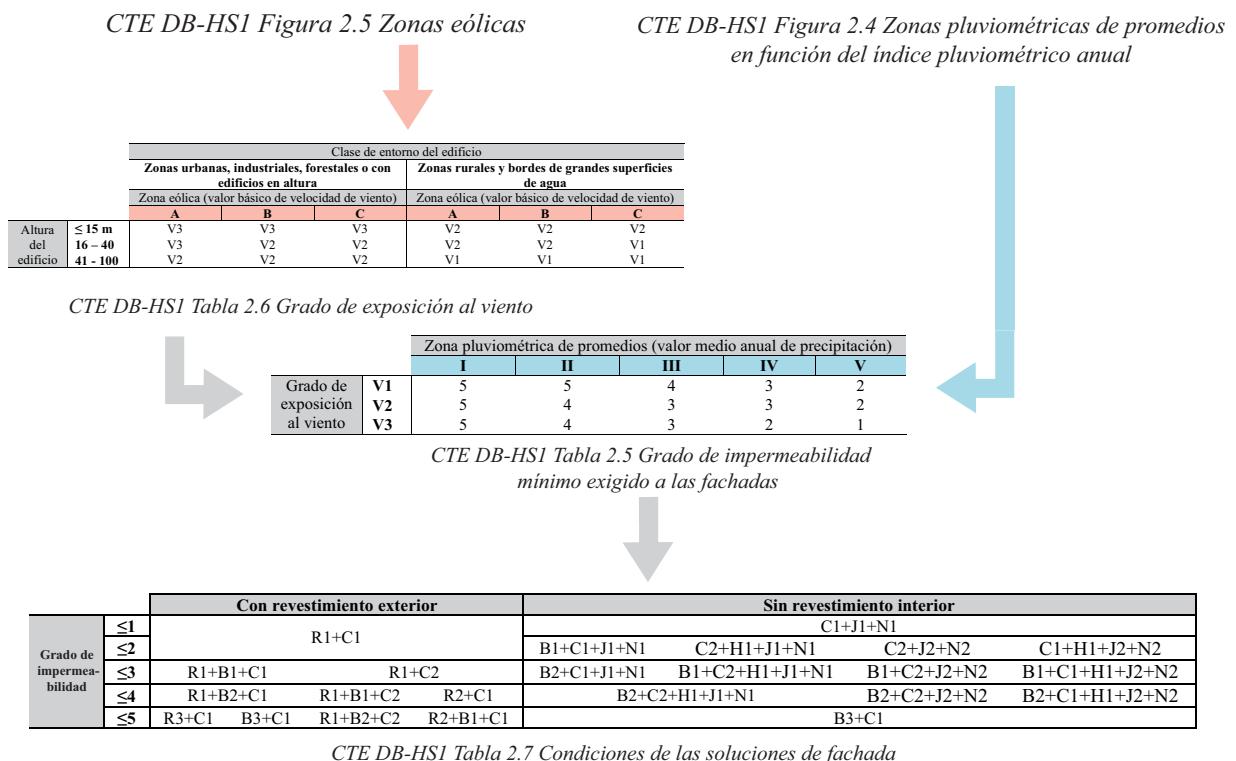 CTE DB-HS1 Figura 2.5 Zonas eólicas
CTE DB-HS1 Figura 2.4 Zonas pluviométricas de promedios
en función del índice pluviométrico anual
Clase de entorno del edificio
Zonas urbanas, industriales, forestales o con edificios en altura
Zonas rurales y bordes de grandes superficies de agua
Zona eólica (valor básico de velocidad de viento) Zona eólica (valor básico de velocidad de viento)
A B C A B C
Altura del edificio
≤ 15 m V3 V3 V3 V2 V2 V2
16 – 40 V3 V2 V2 V2 V2 V1
41 - 100 V2 V2 V2 V1 V1 V1
CTE DB-HS1 Tabla 2.6 Grado de exposición al viento
Zona pluviométrica de promedios (valor medio anual de precipitación)
I II III IV V
Grado de exposición al viento
V1 5 5 4 3 2
V2 5 4 3 3 2
V3 5 4 3 2 1
CTE DB-HS1 Tabla 2.5 Grado de impermeabilidad
mínimo exigido a las fachadas
Con revestimiento exterior Sin revestimiento interior
Grado de impermea-bilidad
≤1 R1+C1 C1+J1+N1
≤2 B1+C1+J1+N1 C2+H1+J1+N1 C2+J2+N2 C1+H1+J2+N2
≤3 R1+B1+C1 R1+C2 B2+C1+J1+N1 B1+C2+H1+J1+N1 B1+C2+J2+N2 B1+C1+H1+J2+N2
≤4 R1+B2+C1 R1+B1+C2 R2+C1 B2+C2+H1+J1+N1 B2+C2+J2+N2 B2+C1+H1+J2+N2
≤5 R3+C1 B3+C1 R1+B2+C2 R2+B1+C1 B3+C1
CTE DB-HS1 Tabla 2.7 Condiciones de las soluciones de fachada